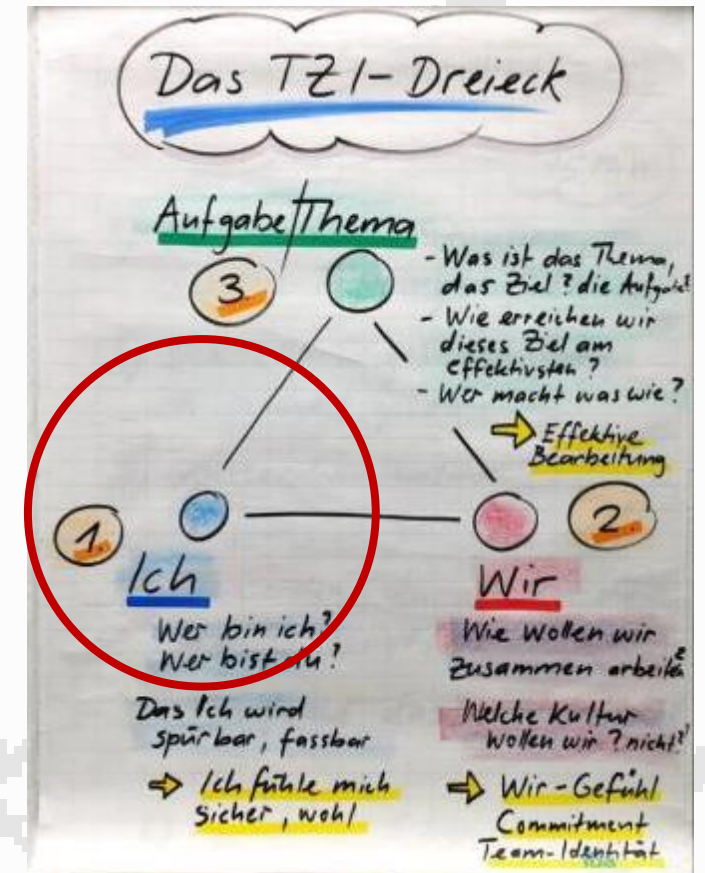 Das TZI-Dreieck
Aufgabe/Thema
3.
- Was ist das Thema,
das Ziel? die Aufgabe?
- Wie erreichen wir
dieses Ziel am
effektivsten?
- Wer macht was wie?
⇒ Effektive
Bearbeitung
1.
Ich
Wer bin ich?
Wer bist du?
Das Ich wird
spürbar, fassbar
⇒ Ich fühle mich
sicher, wohl
2.
Wir
Wie wollen wir
zusammen arbeiten?
Welche Kultur
wollen wir? nicht?
⇒ Wir-Gefühl
Commitment
Team-Identität